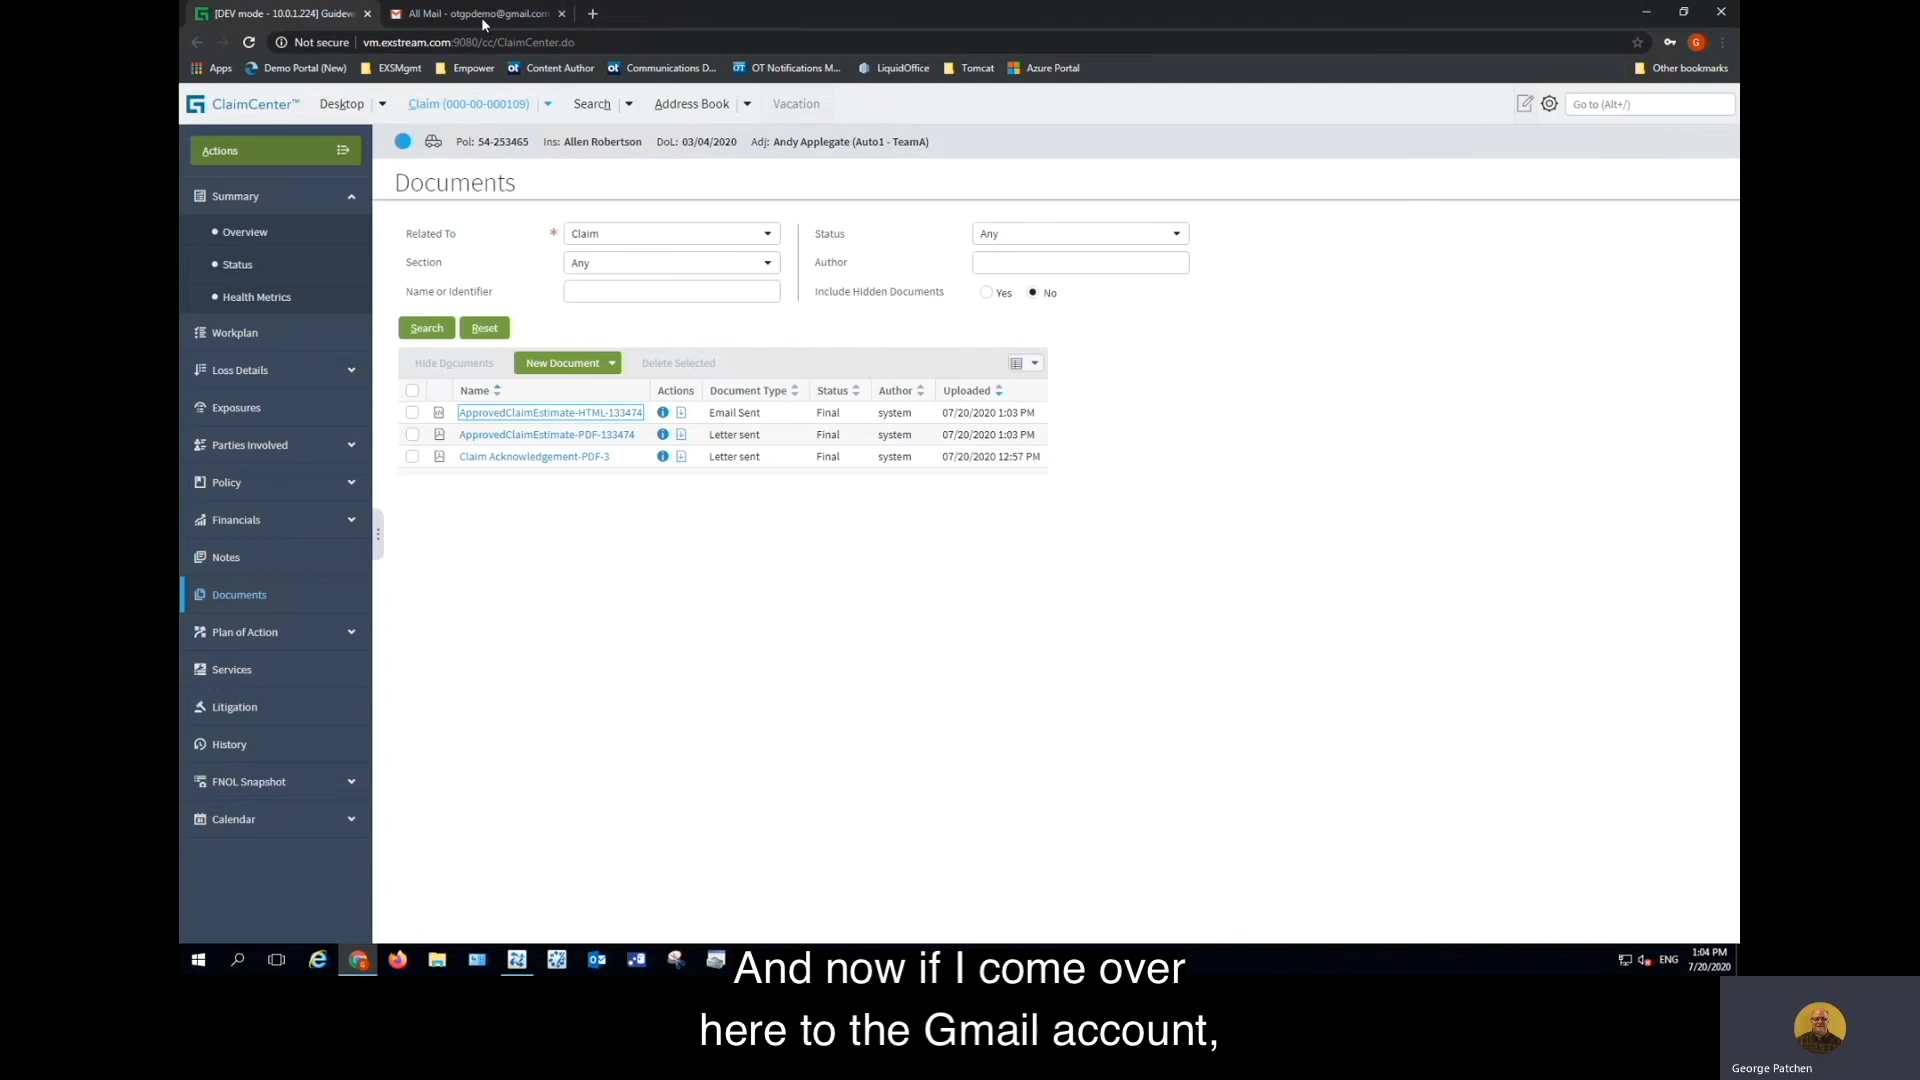 [DEV mode - 10.0.1.224] Guidew
All Mail - otgpdemo@gmail.com
Not secure vm.exstream.com:9080/cc/ClaimCenter.do
G
Apps Demo Portal (New) EXSMgmt Empower ot Content Author ot Communications D... OT OT Notifications M... LiquidOffice Tomcat Azure Portal Other bookmarks
ClaimCenter™ Desktop Claim (000-00-000109) Search Address Book Vacation Go to (Alt+/)
Pol: 54-253465 Ins: Allen Robertson DoL: 03/04/2020 Adj: Andy Applegate (Auto1 - TeamA)
Actions
Summary
Overview
Status
Health Metrics
Workplan
Loss Details
Exposures
Parties Involved
Policy
Financials
Notes
Documents
Plan of Action
Services
Litigation
History
FNOL Snapshot
Calendar
Documents
Related To * Claim Status Any
Section Any Author
Name or Identifier Include Hidden Documents Yes No
Search Reset
Hide Documents New Document Delete Selected
Name Actions Document Type Status Author Uploaded
ApprovedClaimEstimate-HTML-133474 Email Sent Final system 07/20/2020 1:03 PM
ApprovedClaimEstimate-PDF-133474 Letter sent Final system 07/20/2020 1:03 PM
Claim Acknowledgement-PDF-3 Letter sent Final system 07/20/2020 12:57 PM
ENG 1:04 PM
7/20/2020
And now if I come over
here to the Gmail account,
George Patchen